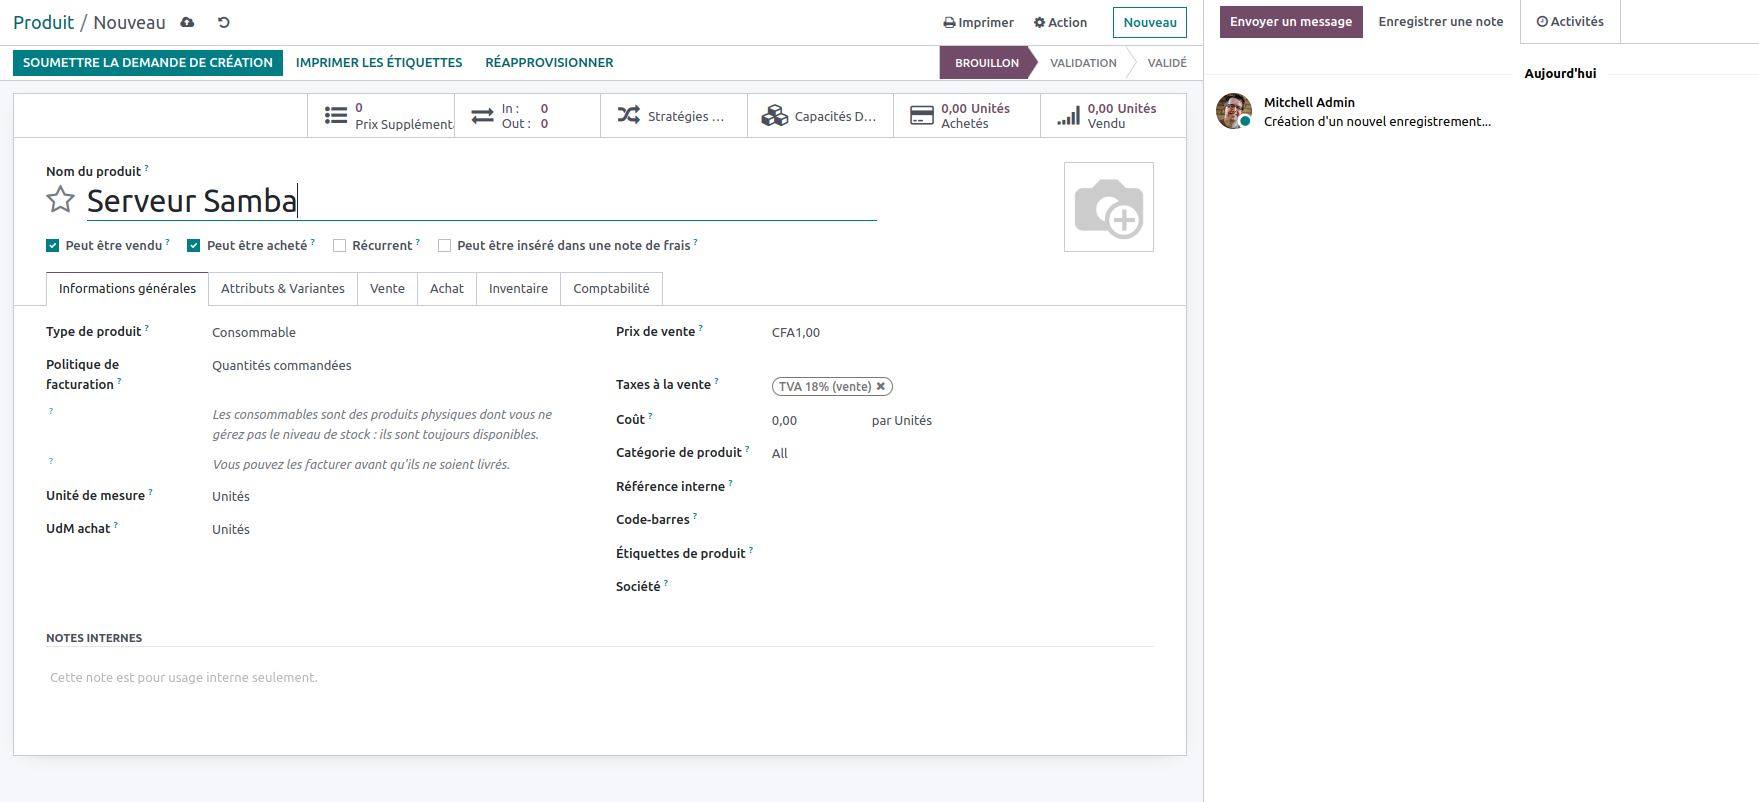 Produit / Nouveau
Imprimer Action Nouveau
SOUMETTRE LA DEMANDE DE CRÉATION IMPRIMER LES ÉTIQUETTES RÉAPPROVISIONNER
BROUILLON VALIDATION VALIDÉ
0
Prix Supplément
In : 0
Out : 0
Stratégies ...
Capacités D...
0,00 Unités
Achetés
0,00 Unités
Vendu
Nom du produit ?
Serveur Samba
Peut être vendu ? Peut être acheté ? Récurrent ? Peut être inséré dans une note de frais ?
Informations générales Attributs & Variantes Vente Achat Inventaire Comptabilité
Type de produit ? Consommable
Politique de
facturation ? Quantités commandées
? Les consommables sont des produits physiques dont vous ne
gérez pas le niveau de stock : ils sont toujours disponibles.
? Vous pouvez les facturer avant qu'ils ne soient livrés.
Unité de mesure ? Unités
UdM achat ? Unités
Prix de vente ? CFA1,00
Taxes à la vente ? TVA 18% (vente) ✖
Coût ? 0,00 par Unités
Catégorie de produit ? All
Référence interne ?
Code-barres ?
Étiquettes de produit ?
Société ?
NOTES INTERNES
Cette note est pour usage interne seulement.
Envoyer un message Enregistrer une note Activités
Aujourd'hui
Mitchell Admin
Création d'un nouvel enregistrement...